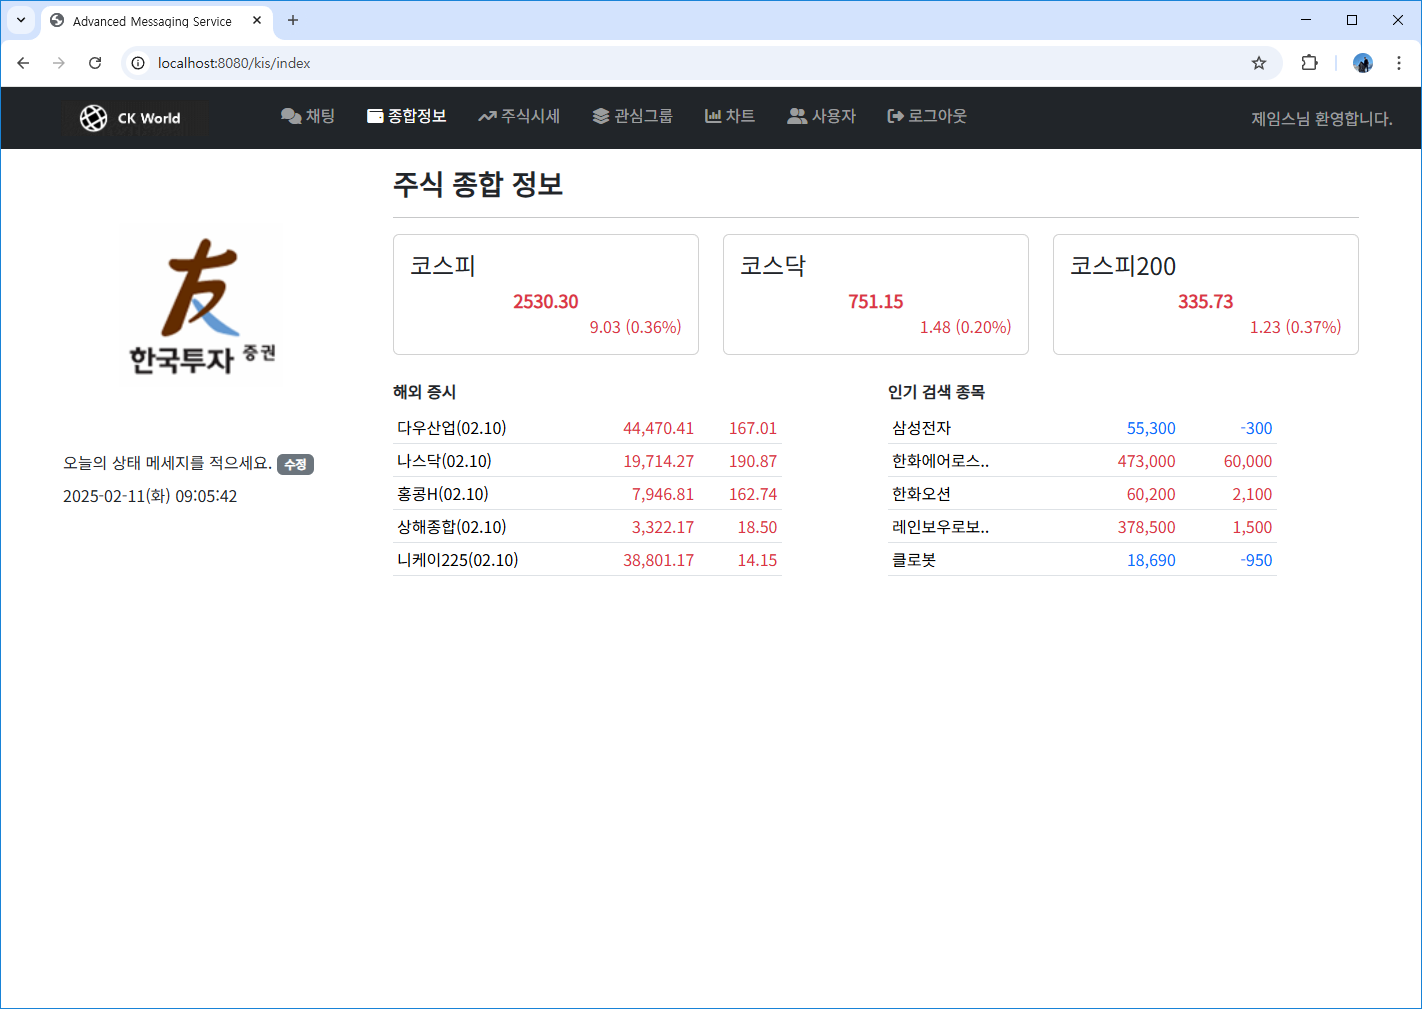 Advanced Messaging Service
localhost:8080/kis/index
CK World
채팅
종합정보
주식시세
관심그룹
차트
사용자
로그아웃
제임스님 환영합니다.
友
한국투자 증권
오늘의 상태 메세지를 적으세요. 수정
2025-02-11(화) 09:05:42
주식 종합 정보
코스피
2530.30
9.03 (0.36%)
코스닥
751.15
1.48 (0.20%)
코스피200
335.73
1.23 (0.37%)
해외 증시
다우산업(02.10) 44,470.41 167.01
나스닥(02.10) 19,714.27 190.87
홍콩H(02.10) 7,946.81 162.74
상해종합(02.10) 3,322.17 18.50
니케이225(02.10) 38,801.17 14.15
인기 검색 종목
삼성전자 55,300 -300
한화에어로스.. 473,000 60,000
한화오션 60,200 2,100
레인보우로보.. 378,500 1,500
클로봇 18,690 -950